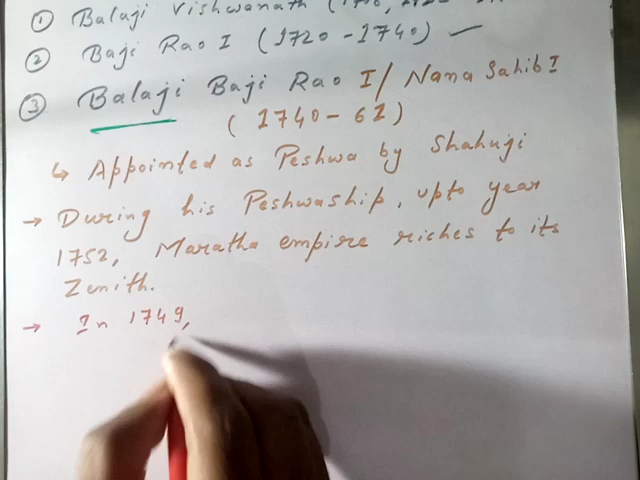 ① Balaji Vishwanath (
② Baji Rao I (1720 - 1740) —
③ Balaji Baji Rao I / Nana Sahib I
(1740 - 61)
↳ Appointed as Peshwa by Shahuji
→ During his Peshwaship, upto year
1752, Maratha empire riches to its
Zenith.
→ In 1749,